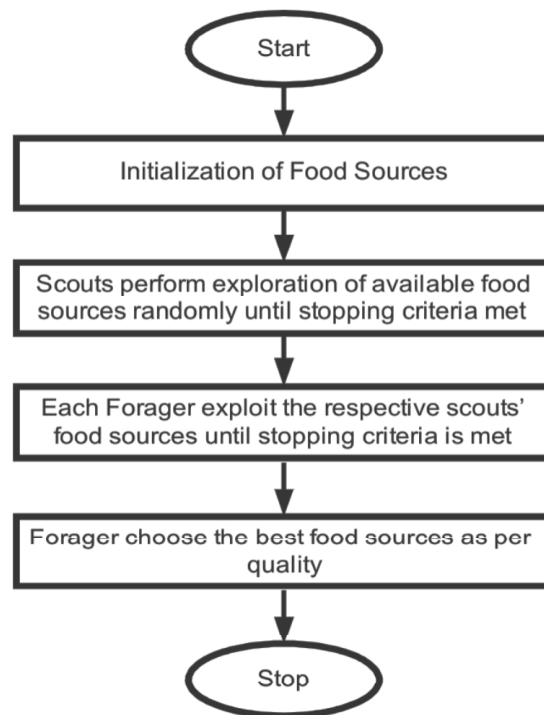 Start
Initialization of Food Sources
Scouts perform exploration of available food
sources randomly until stopping criteria met
Each Forager exploit the respective scouts’
food sources until stopping criteria is met
Forager choose the best food sources as per
quality
Stop